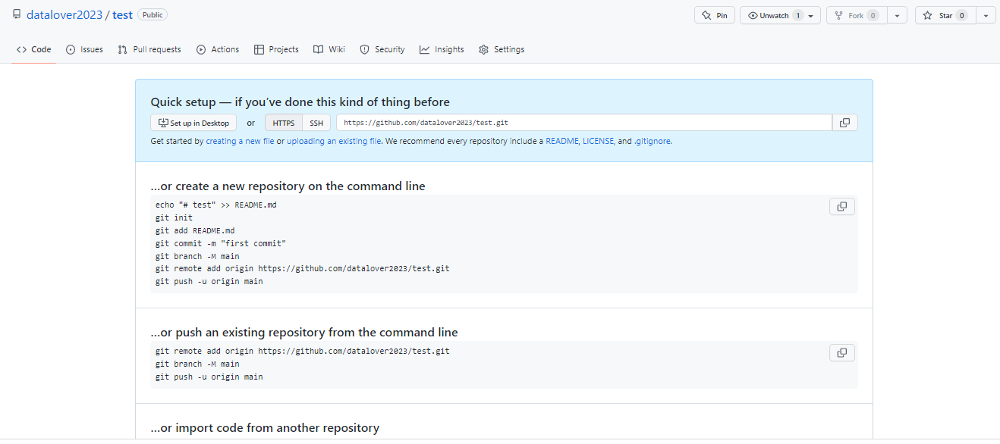 datalover2023 / test Public Pin Unwatch 1 Fork 0 Star 0
Code Issues Pull requests Actions Projects Wiki Security Insights Settings
Quick setup — if you’ve done this kind of thing before
Set up in Desktop or HTTPS SSH https://github.com/datalover2023/test.git
Get started by creating a new file or uploading an existing file. We recommend every repository include a README, LICENSE, and .gitignore.
…or create a new repository on the command line
echo "# test" >> README.md
git init
git add README.md
git commit -m "first commit"
git branch -M main
git remote add origin https://github.com/datalover2023/test.git
git push -u origin main
…or push an existing repository from the command line
git remote add origin https://github.com/datalover2023/test.git
git branch -M main
git push -u origin main
…or import code from another repository